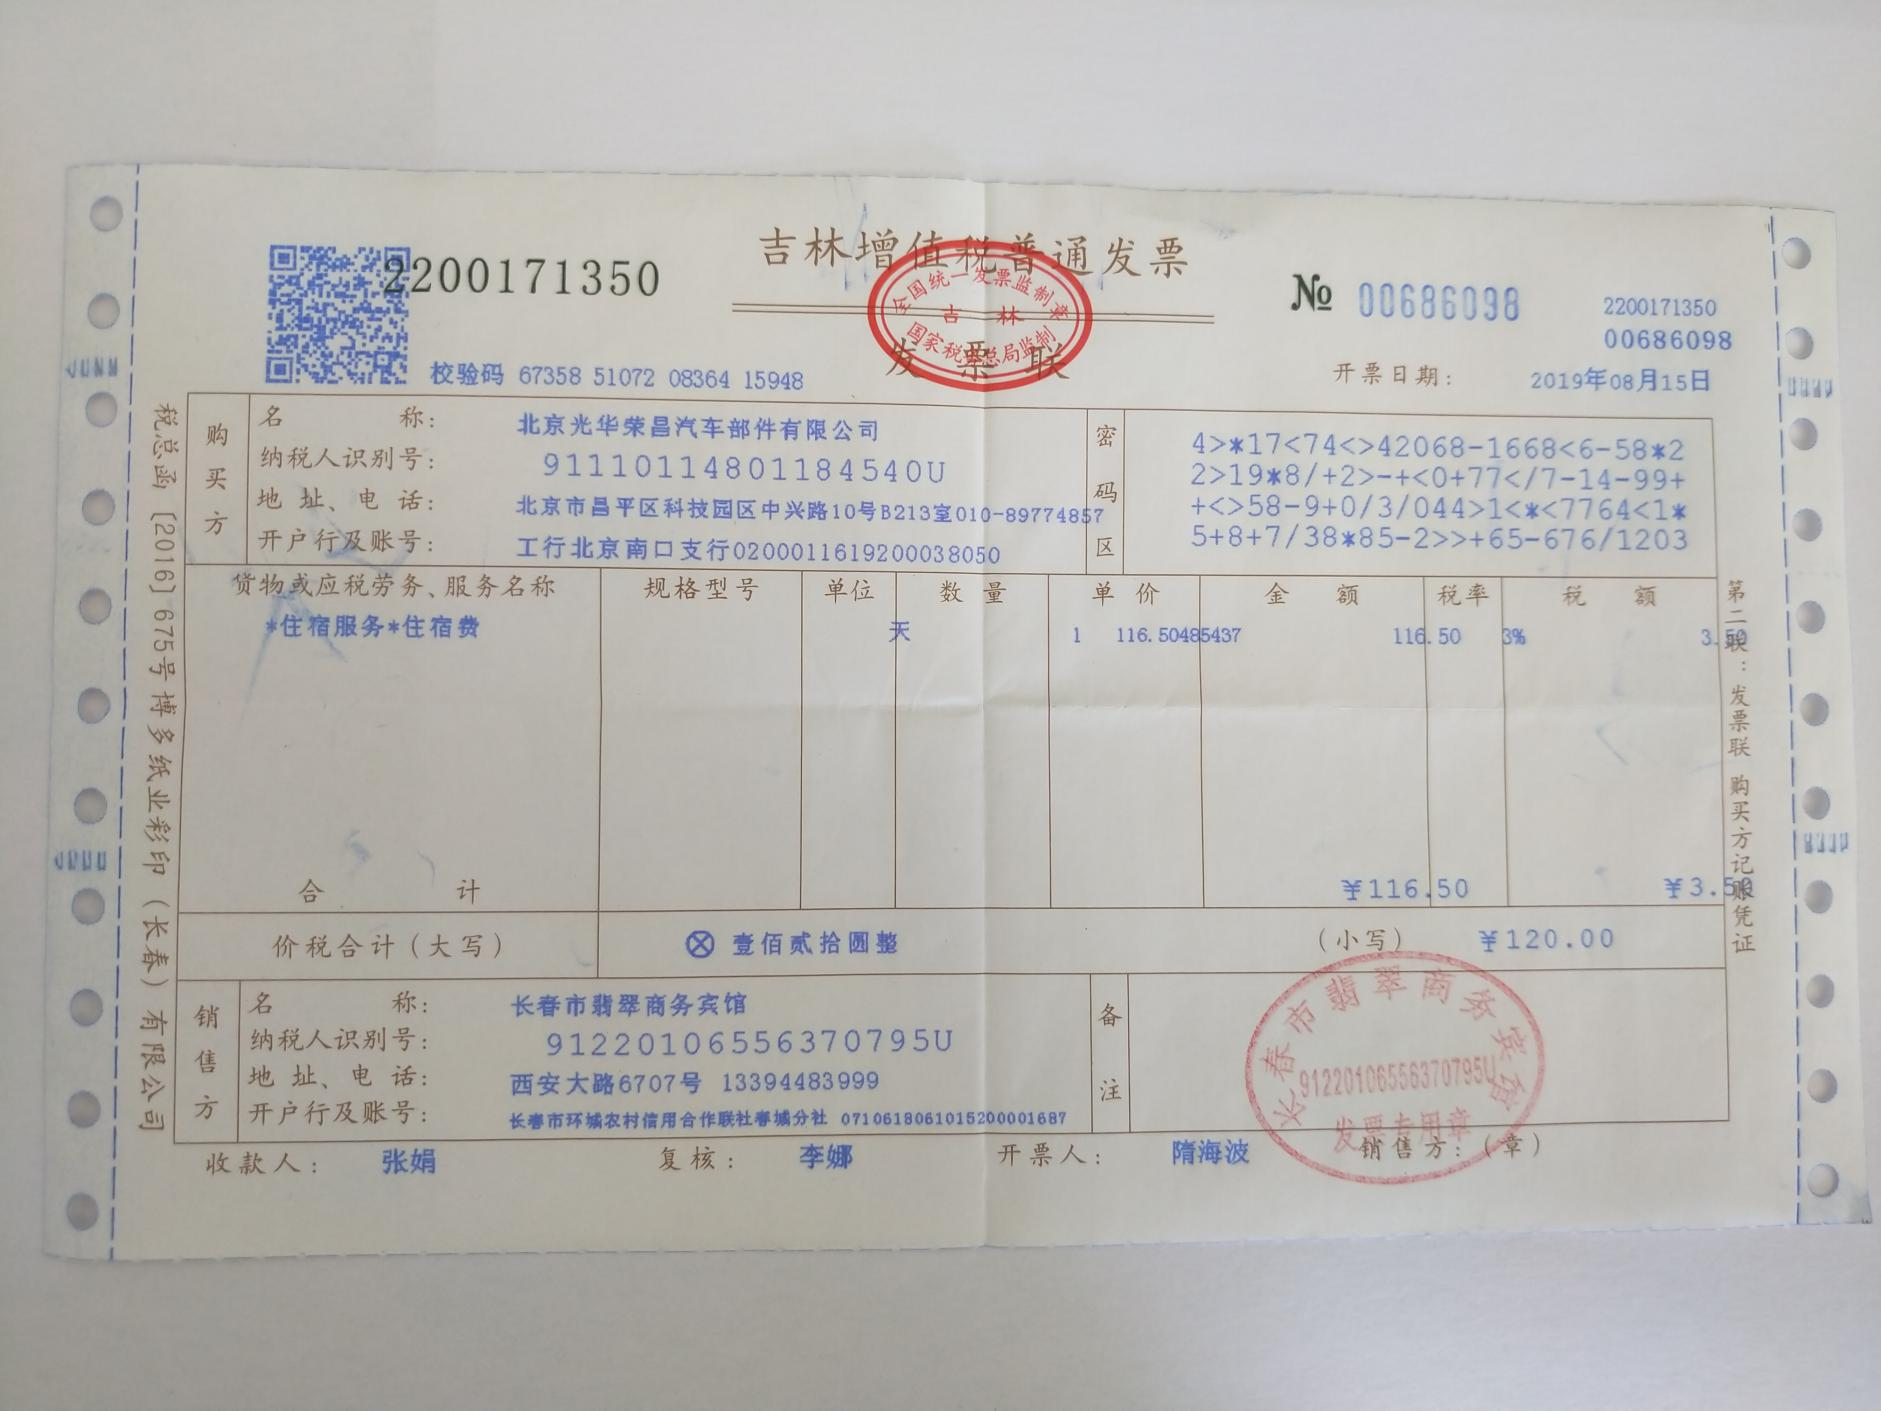 吉林增值税普通发票
2200171350
№ 00686098
2200171350
00686098
全国统一发票监制章
吉林
国家税务总局监制
发票联
校验码 67358 51072 08364 15948
开票日期: 2019年08月15日
购买方
名称: 北京光华荣昌汽车部件有限公司
纳税人识别号: 91110114801184540U
地址、电话: 北京市昌平区科技园区中兴路10号B213室010-89774857
开户行及账号: 工行北京南口支行0200011619200038050
密码区
4>*17<74<>42068-1668<6-58*2
2>19*8/+2>-+<0+77</7-14-99+
+<>58-9+0/3/044>1<*<7764<1*
5+8+7/38*85-2>>+65-676/1203
货物或应税劳务、服务名称 规格型号 单位 数量 单价 金额 税率 税额
*住宿服务*住宿费 天 1 116.50485437 116.50 3% 3.50
合计 ¥116.50 ¥3.50
价税合计(大写) ⊗壹佰贰拾圆整 (小写) ¥120.00
销售方
名称: 长春市翡翠商务宾馆
纳税人识别号: 91220106556370795U
地址、电话: 西安大路6707号 13394483999
开户行及账号: 长春市环城农村信用合作联社春城分社 0710618061015200001687
备注
长春市翡翠商务宾馆
91220106556370795U
发票专用章
收款人: 张娟 复核: 李娜 开票人: 隋海波 销售方:(章)
税总函[2016]675号博多纸业彩印(长春)有限公司
第二联:发票联 购买方记账凭证